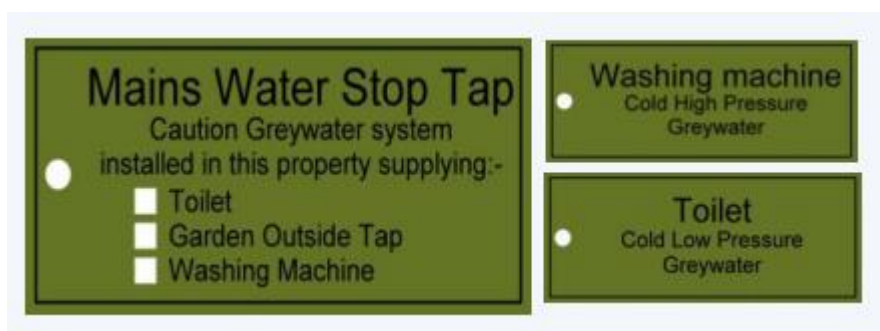 Mains Water Stop Tap
Caution Greywater system
installed in this property supplying:-
Toilet
Garden Outside Tap
Washing Machine
Washing machine
Cold High Pressure
Greywater
Toilet
Cold Low Pressure
Greywater